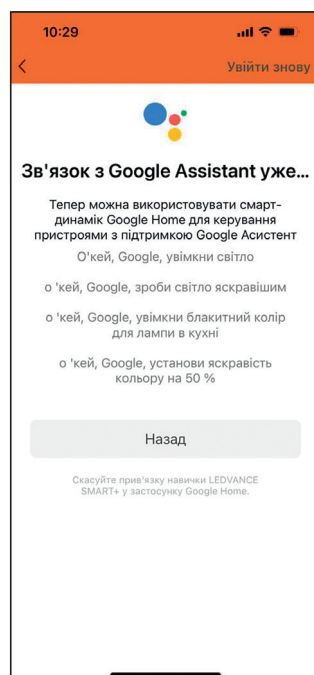 10:29
Увійти знову
Зв'язок з Google Assistant уже...
Тепер можна використовувати смарт-
динамік Google Home для керування
пристроями з підтримкою Google Асистент
О'кей, Google, увімкни світло
о 'кей, Google, зроби світло яскравішим
о 'кей, Google, увімкни блакитний колір
для лампи в кухні
о 'кей, Google, установи яскравість
кольору на 50 %
Назад
Скасуйте прив'язку навички LEDVANCE
SMART+ у застосунку Google Home.